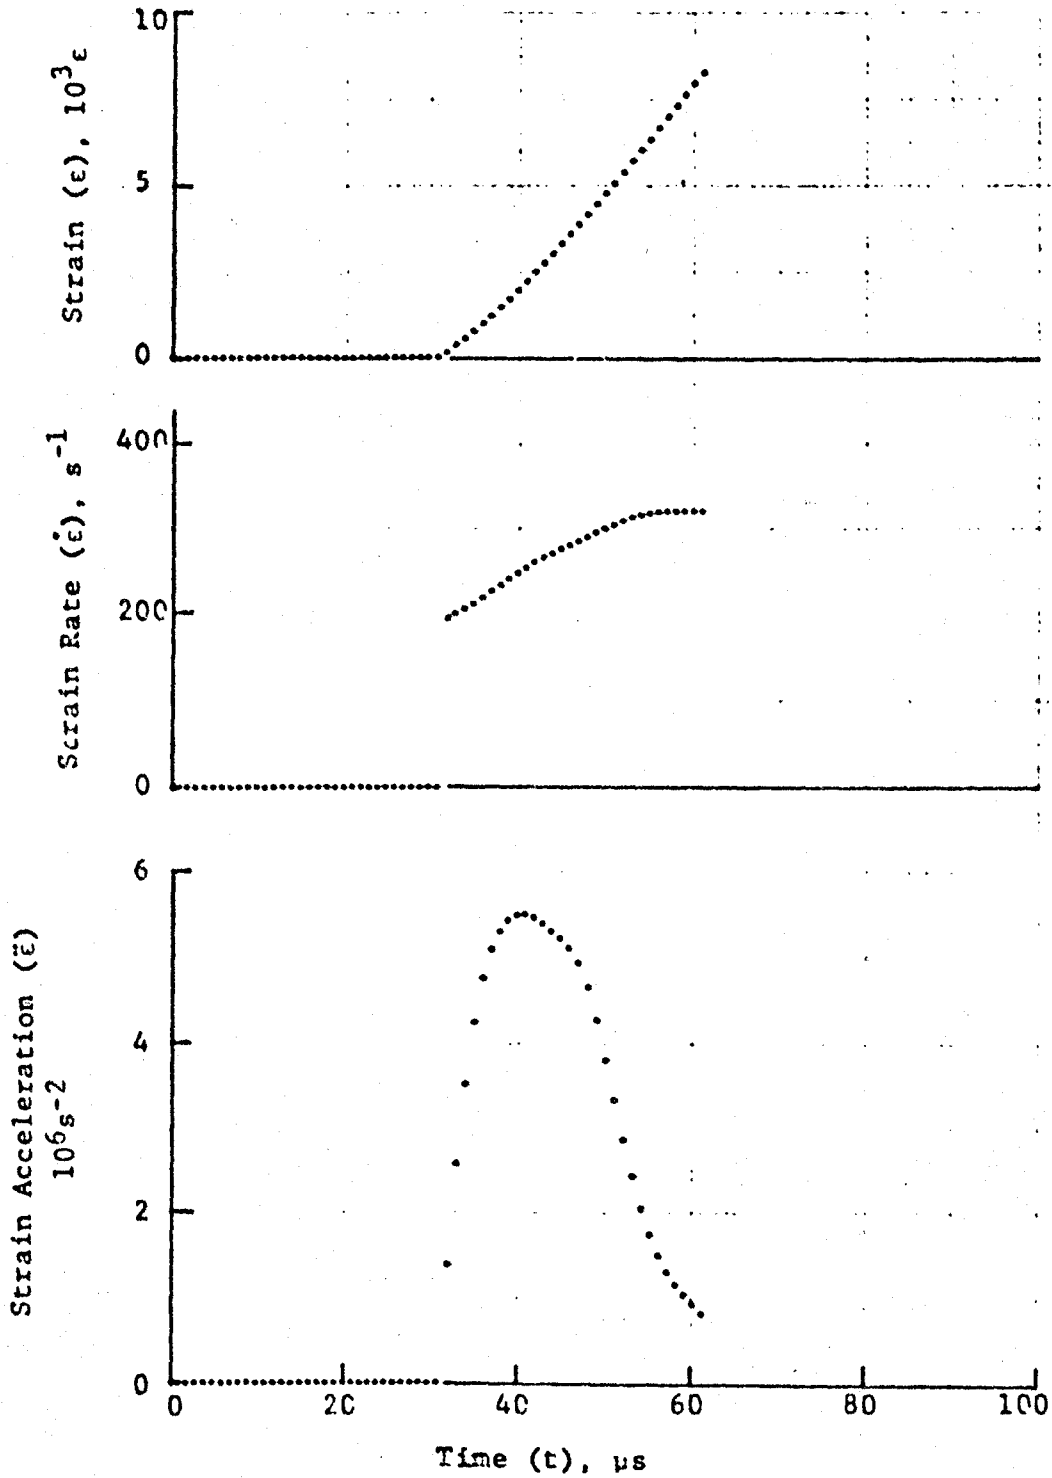 10
5
0
Strain (ε), 10³ε
400
200
0
Scrain Rate (ε̇), s⁻¹
6
4
2
0
Strain Acceleration (ε̈)
10⁶s-2
0 20 40 60 80 100
Time (t), μs